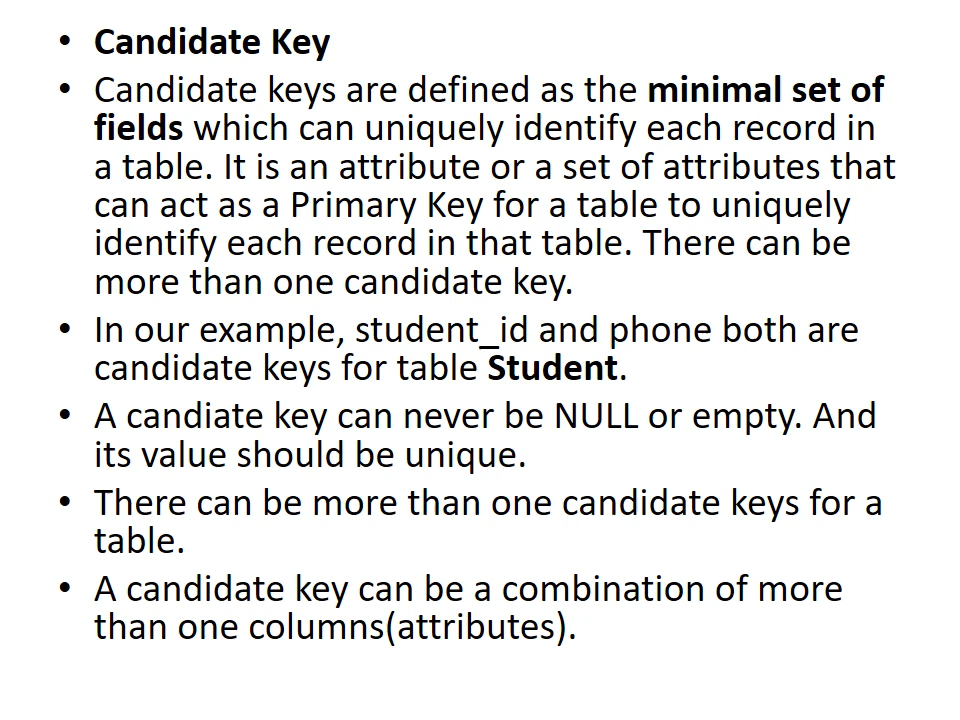 • Candidate Key
• Candidate keys are defined as the minimal set of
fields which can uniquely identify each record in
a table. It is an attribute or a set of attributes that
can act as a Primary Key for a table to uniquely
identify each record in that table. There can be
more than one candidate key.
• In our example, student_id and phone both are
candidate keys for table Student.
• A candiate key can never be NULL or empty. And
its value should be unique.
• There can be more than one candidate keys for a
table.
• A candidate key can be a combination of more
than one columns(attributes).